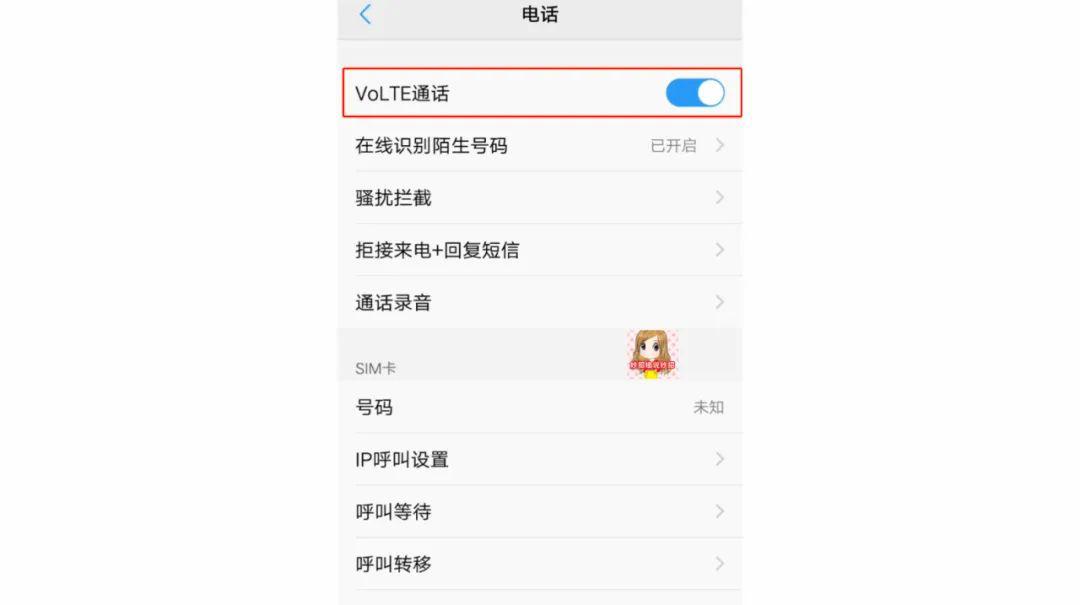 电话
VoLTE通话
在线识别陌生号码 已开启
骚扰拦截
拒接来电+回复短信
通话录音
SIM卡
号码 未知
IP呼叫设置
呼叫等待
呼叫转移